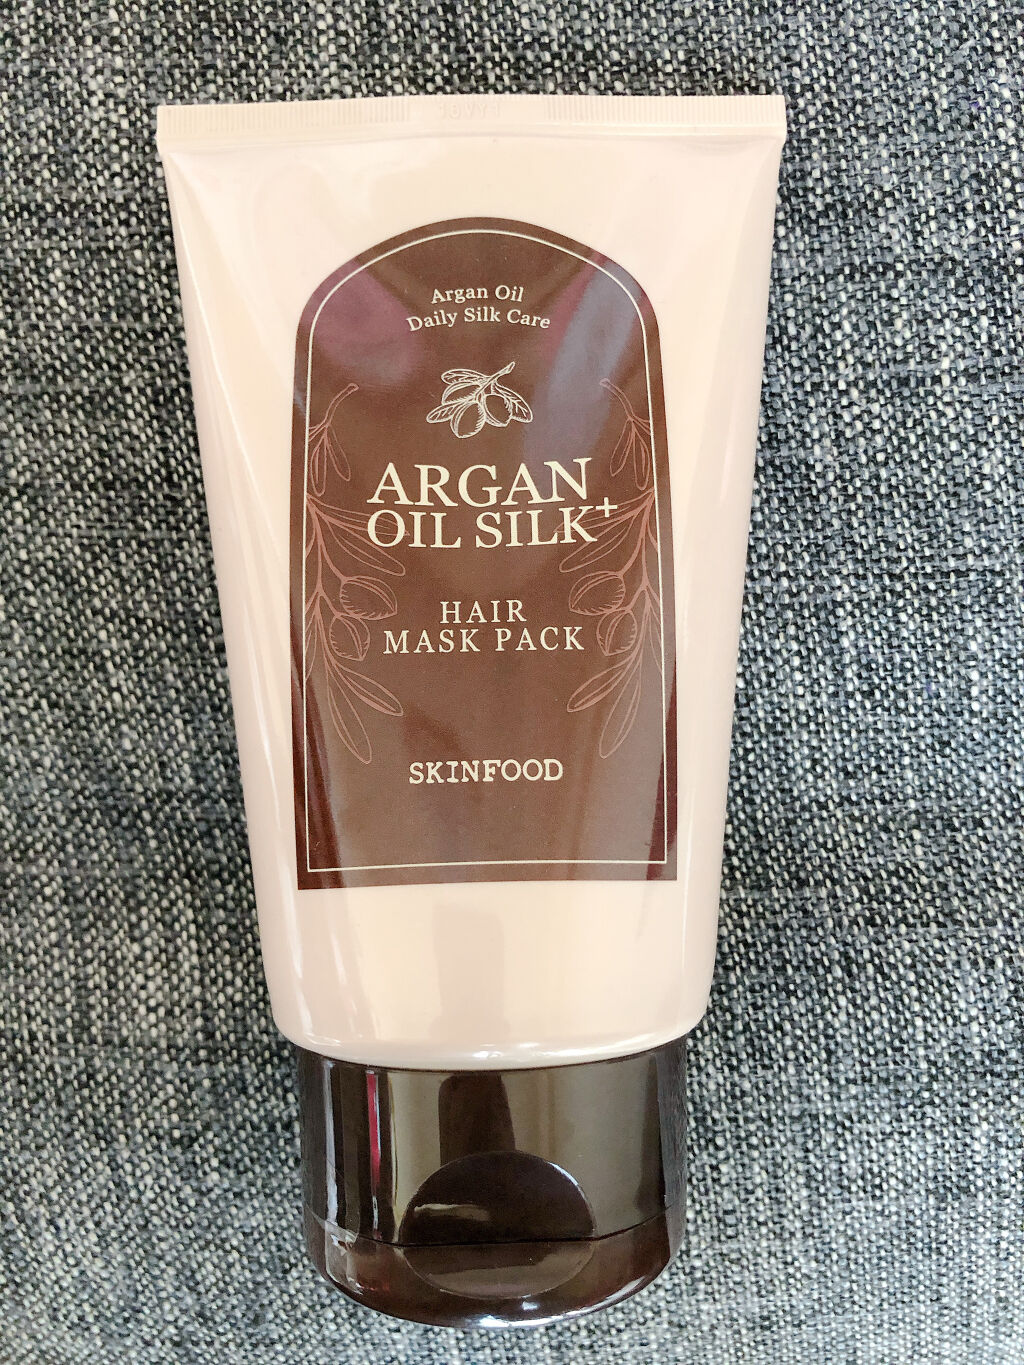 Argan Oil
Daily Silk Care
ARGAN
OIL SILK+
HAIR
MASK PACK
SKINFOOD